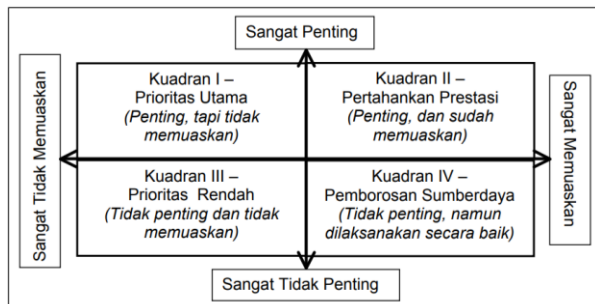 Sangat Penting
Sangat Tidak Memuaskan
Kuadran I –
Prioritas Utama
(Penting, tapi tidak
memuaskan)
Kuadran II –
Pertahankan Prestasi
(Penting, dan sudah
memuaskan)
Kuadran III –
Prioritas  Rendah
(Tidak penting dan tidak
memuaskan)
Kuadran IV –
Pemborosan Sumberdaya
(Tidak penting, namun
dilaksanakan secara baik)
Sangat Memuaskan
Sangat Tidak Penting